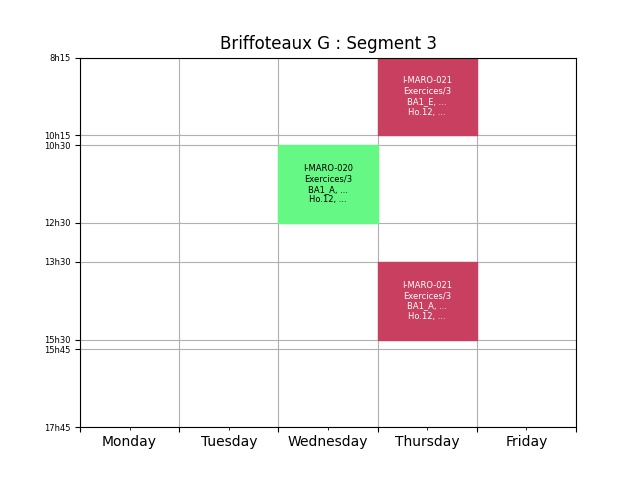 Briffoteaux G : Segment 3
8h15
I-MARO-021
Exercices/3
BA1_E, ...
Ho.12, ...
10h15
10h30
I-MARO-020
Exercices/3
BA1_A, ...
Ho.12, ...
12h30
13h30
I-MARO-021
Exercices/3
BA1_A, ...
Ho.12, ...
15h30
15h45
17h45
Monday Tuesday Wednesday Thursday Friday